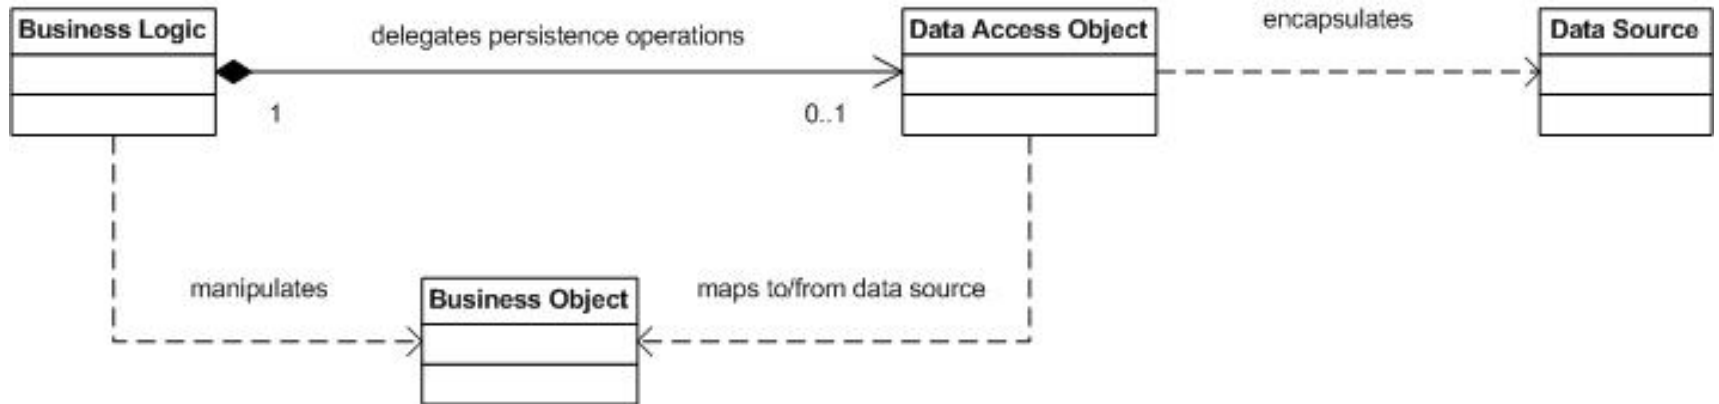 Business Logic
delegates persistence operations
Data Access Object
encapsulates
Data Source
1
0..1
manipulates
Business Object
maps to/from data source